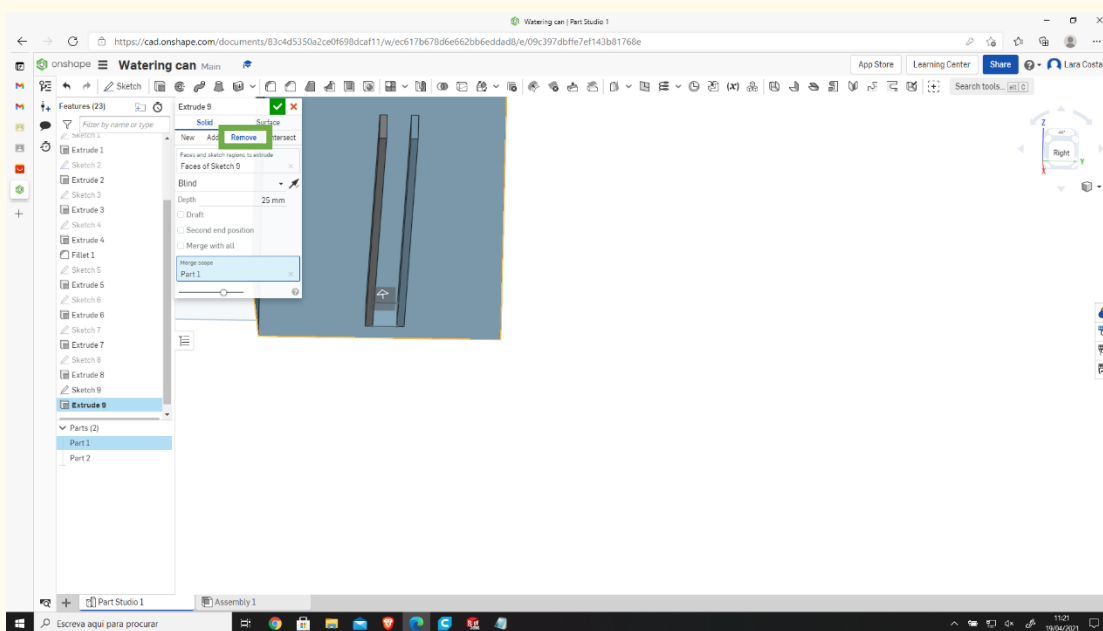 Watering can | Part Studio 1
https://cad.onshape.com/documents/83c4d5350a2ce0f698dcaf11/w/ec617b678d6e662bb6eddad8/e/09c397dbffe7ef143b81768e
onshape Watering can Main App Store Learning Center Share Lara Costa
Sketch Search tools... alt C
Features (23)
Filter by name or type
Sketch 1
Extrude 1
Sketch 2
Extrude 2
Sketch 3
Extrude 3
Sketch 4
Extrude 4
Fillet 1
Sketch 5
Extrude 5
Sketch 6
Extrude 6
Sketch 7
Extrude 7
Sketch 8
Extrude 8
Sketch 9
Extrude 9
Parts (2)
Part 1
Part 2
Extrude 9
Solid Surface
New Add Remove Intersect
Faces and sketch regions to extrude
Faces of Sketch 9
Blind
Depth 25 mm
Draft
Second end position
Merge with all
Merge scope
Part 1
Z
Right
Y
X
Part Studio 1 Assembly 1
Escreva aqui para procurar
11:21
19/04/2021